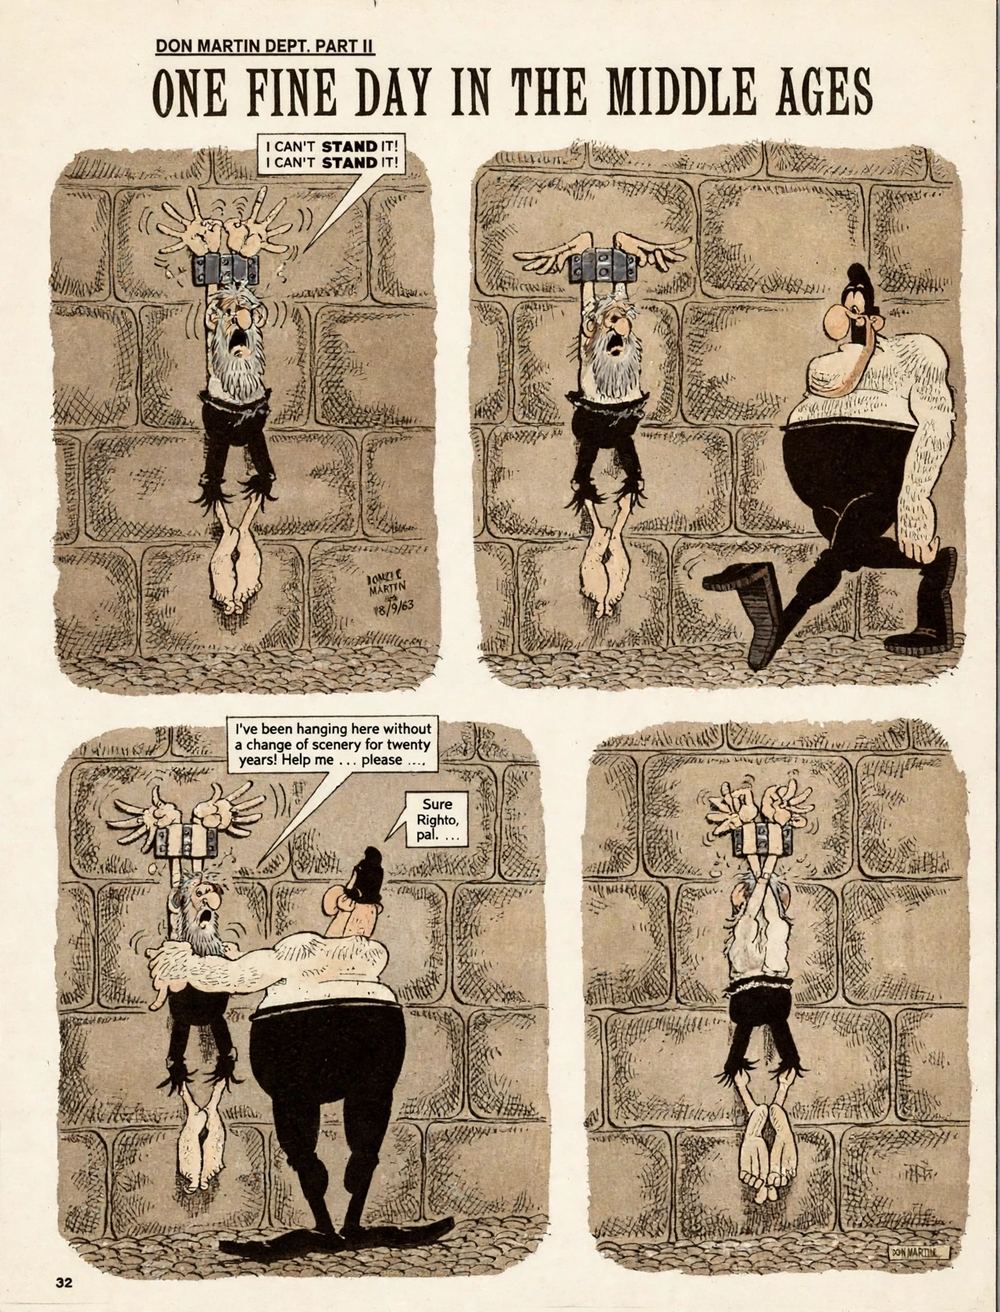 DON MARTIN DEPT. PART II
ONE FINE DAY IN THE MIDDLE AGES
I CAN'T STAND IT!
I CAN'T STAND IT!
MARTIN
8/9/63
I've been hanging here without
a change of scenery for twenty
years! Help me ... please ....
Sure
Righto,
pal. ...
DON MARTIN
32